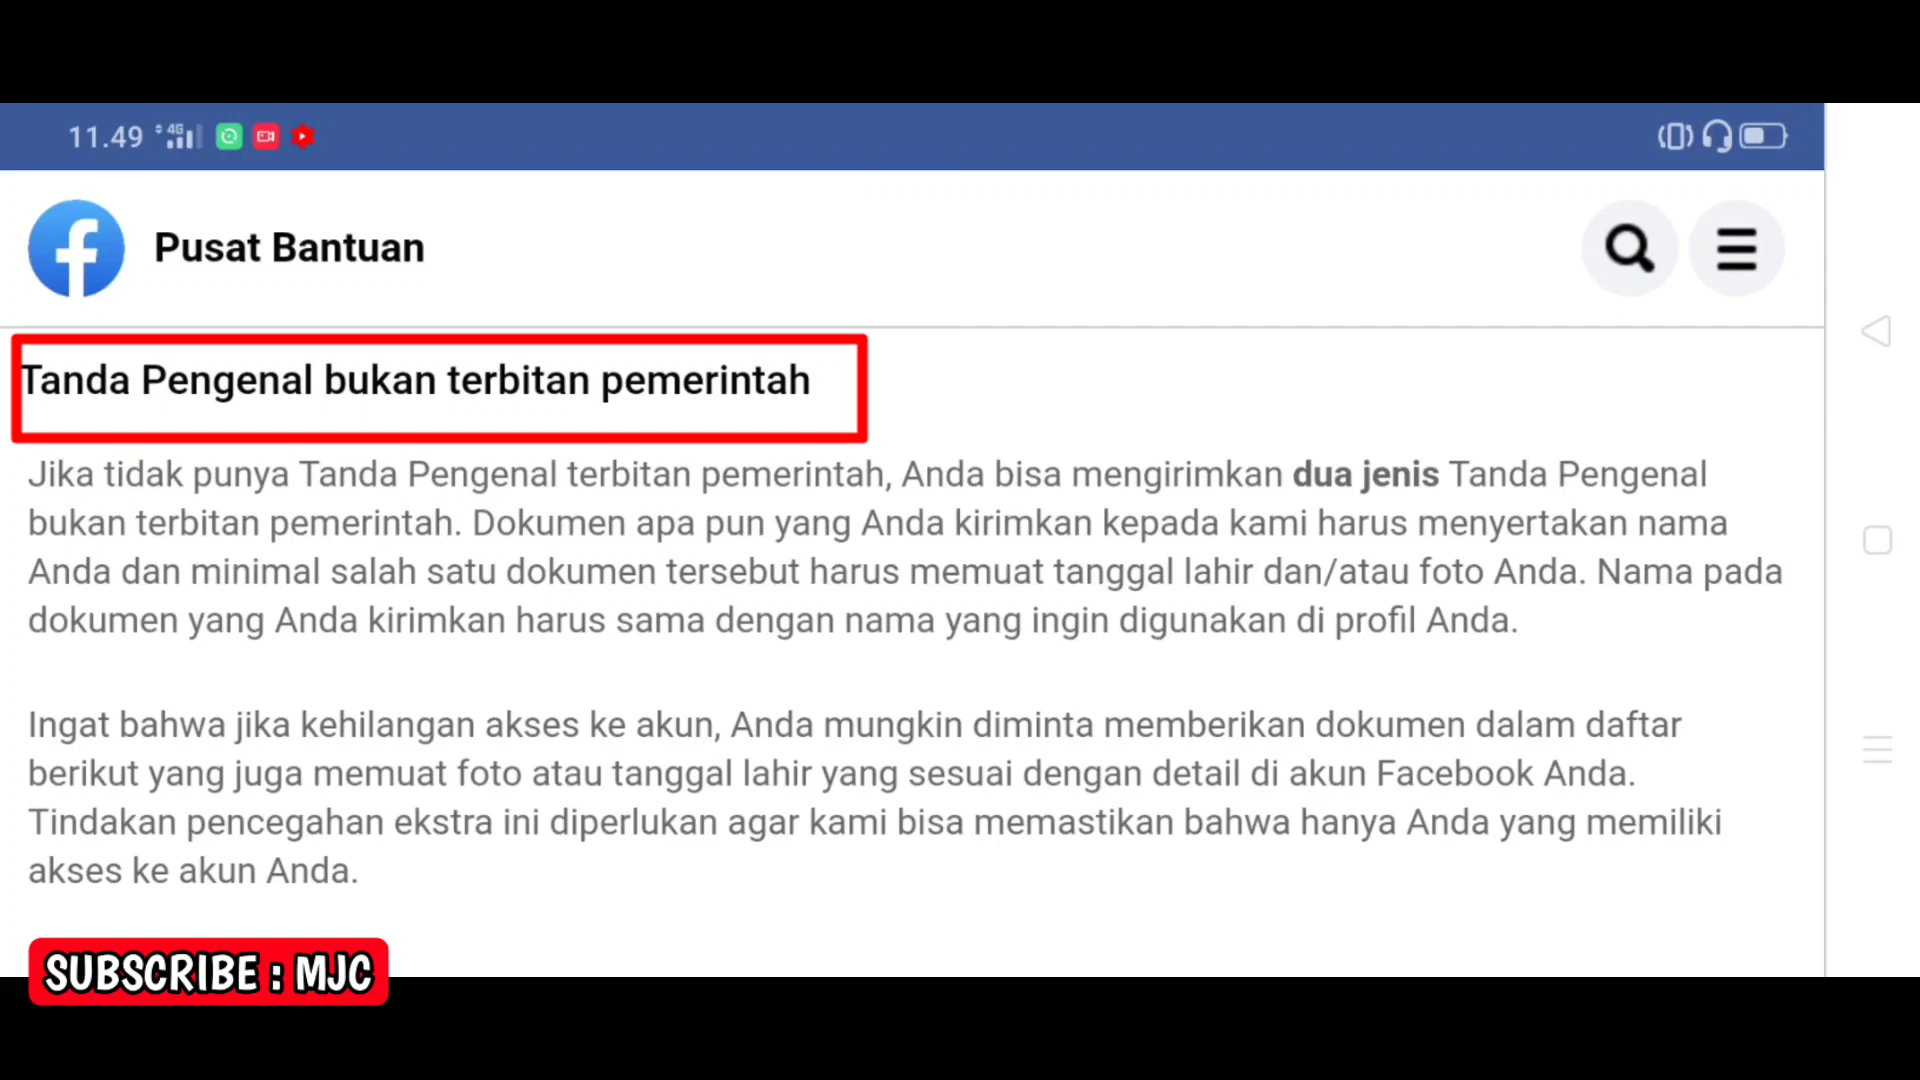 11.49 4G
Pusat Bantuan
Tanda Pengenal bukan terbitan pemerintah
Jika tidak punya Tanda Pengenal terbitan pemerintah, Anda bisa mengirimkan dua jenis Tanda Pengenal
bukan terbitan pemerintah. Dokumen apa pun yang Anda kirimkan kepada kami harus menyertakan nama
Anda dan minimal salah satu dokumen tersebut harus memuat tanggal lahir dan/atau foto Anda. Nama pada
dokumen yang Anda kirimkan harus sama dengan nama yang ingin digunakan di profil Anda.
Ingat bahwa jika kehilangan akses ke akun, Anda mungkin diminta memberikan dokumen dalam daftar
berikut yang juga memuat foto atau tanggal lahir yang sesuai dengan detail di akun Facebook Anda.
Tindakan pencegahan ekstra ini diperlukan agar kami bisa memastikan bahwa hanya Anda yang memiliki
akses ke akun Anda.
SUBSCRIBE : MJC